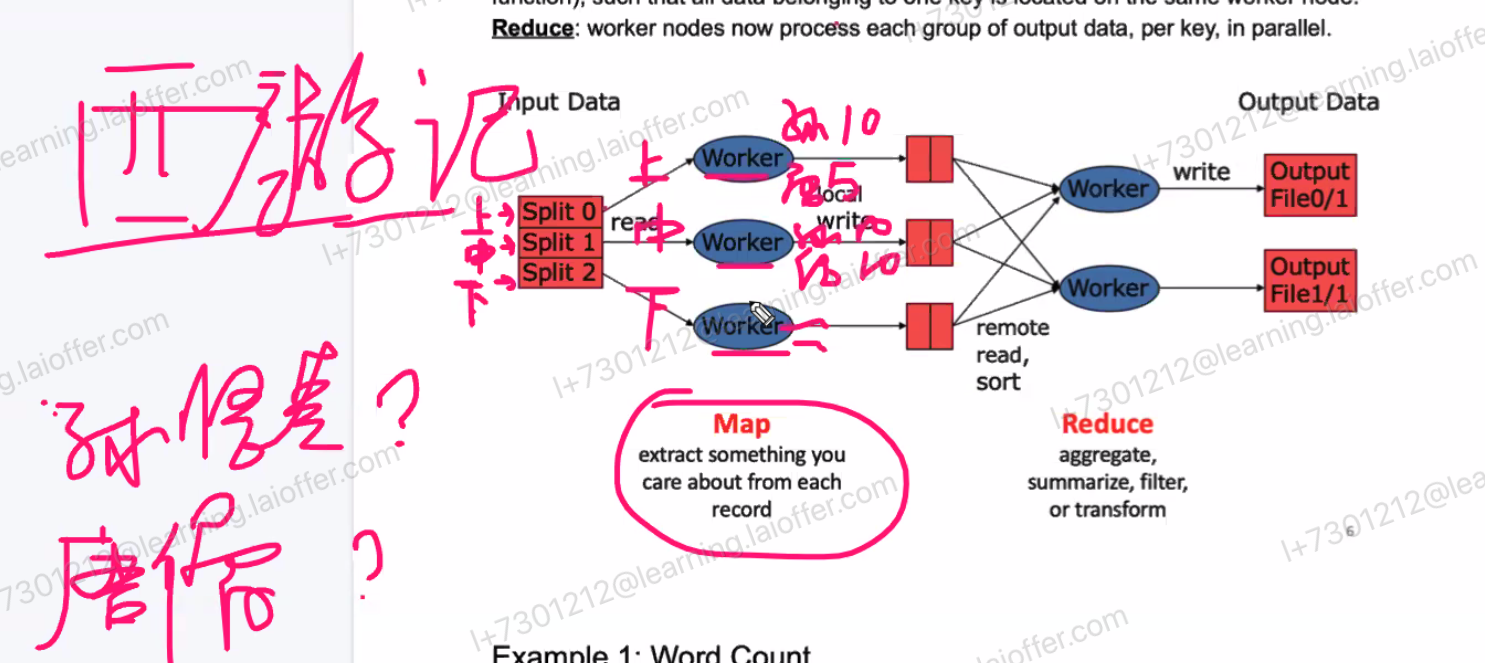 function), such that all data belonging to one key is located on the same worker node.
Reduce: worker nodes now process each group of output data, per key, in parallel.
西游记
Input Data
Output Data
上 Worker 孙 10
唐 5
local write
Worker write Output File0/1
上 Split 0
read
中 Split 1 中 Worker
10
唐 20
下 Split 2
下 Worker
Worker Output File1/1
remote
read,
sort
孙悟空?
唐僧?
Map
extract something you
care about from each
record
Reduce
aggregate,
summarize, filter,
or transform
6
Example 1: Word Count
l+7301212@learning.laioffer.com